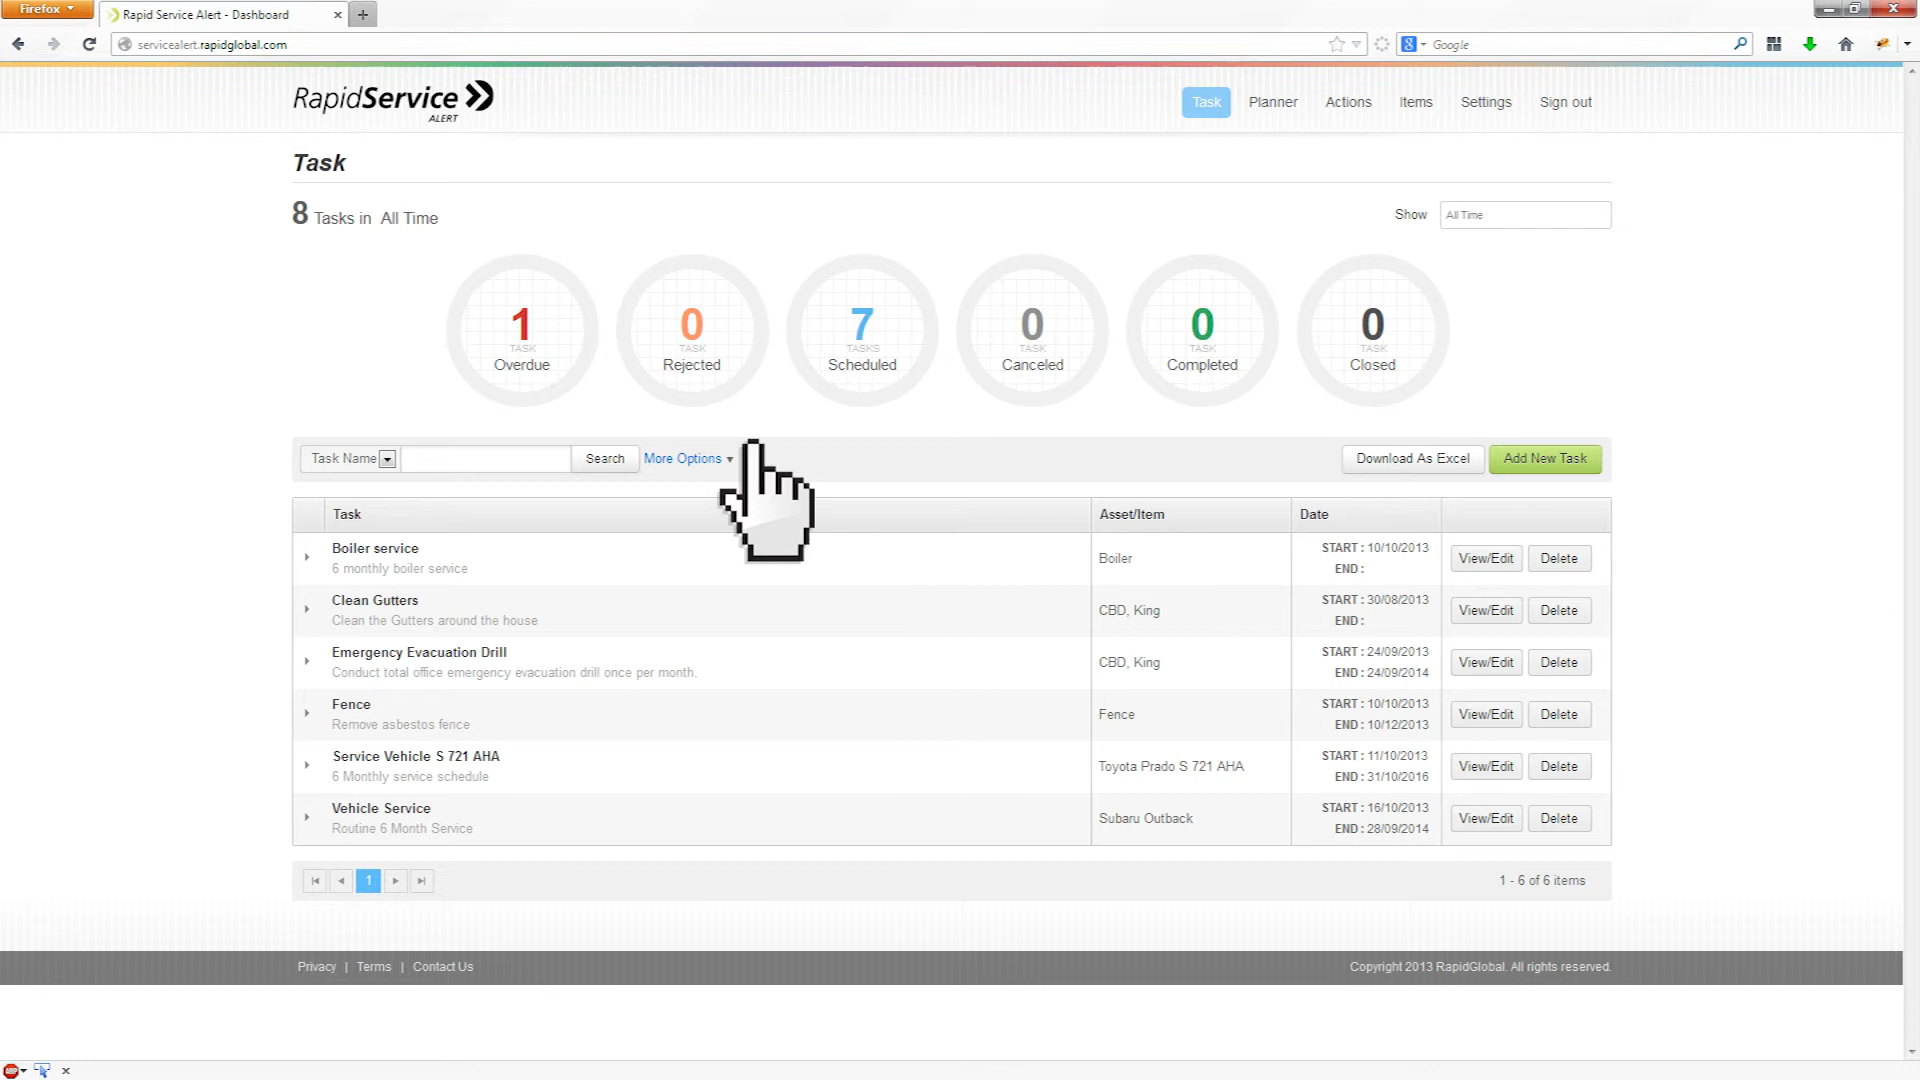 Firefox
Rapid Service Alert - Dashboard
servicealert.rapidglobal.com
Google
RapidService
ALERT
Task Planner Actions Items Settings Sign out
Task
8 Tasks in All Time
Show All Time
1 0 7 0 0 0
TASK TASK TASKS TASK TASK TASK
Overdue Rejected Scheduled Canceled Completed Closed
Task Name Search More Options Download As Excel Add New Task
Task Asset/Item Date
Boiler service
6 monthly boiler service
Boiler
START : 10/10/2013
END :
View/Edit Delete
Clean Gutters
Clean the Gutters around the house
CBD, King
START : 30/08/2013
END :
View/Edit Delete
Emergency Evacuation Drill
Conduct total office emergency evacuation drill once per month.
CBD, King
START : 24/09/2013
END : 24/09/2014
View/Edit Delete
Fence
Remove asbestos fence
Fence
START : 10/10/2013
END : 10/12/2013
View/Edit Delete
Service Vehicle S 721 AHA
6 Monthly service schedule
Toyota Prado S 721 AHA
START : 11/10/2013
END : 31/10/2016
View/Edit Delete
Vehicle Service
Routine 6 Month Service
Subaru Outback
START : 16/10/2013
END : 28/09/2014
View/Edit Delete
1
1 - 6 of 6 items
Privacy | Terms | Contact Us
Copyright 2013 RapidGlobal. All rights reserved.
ABP